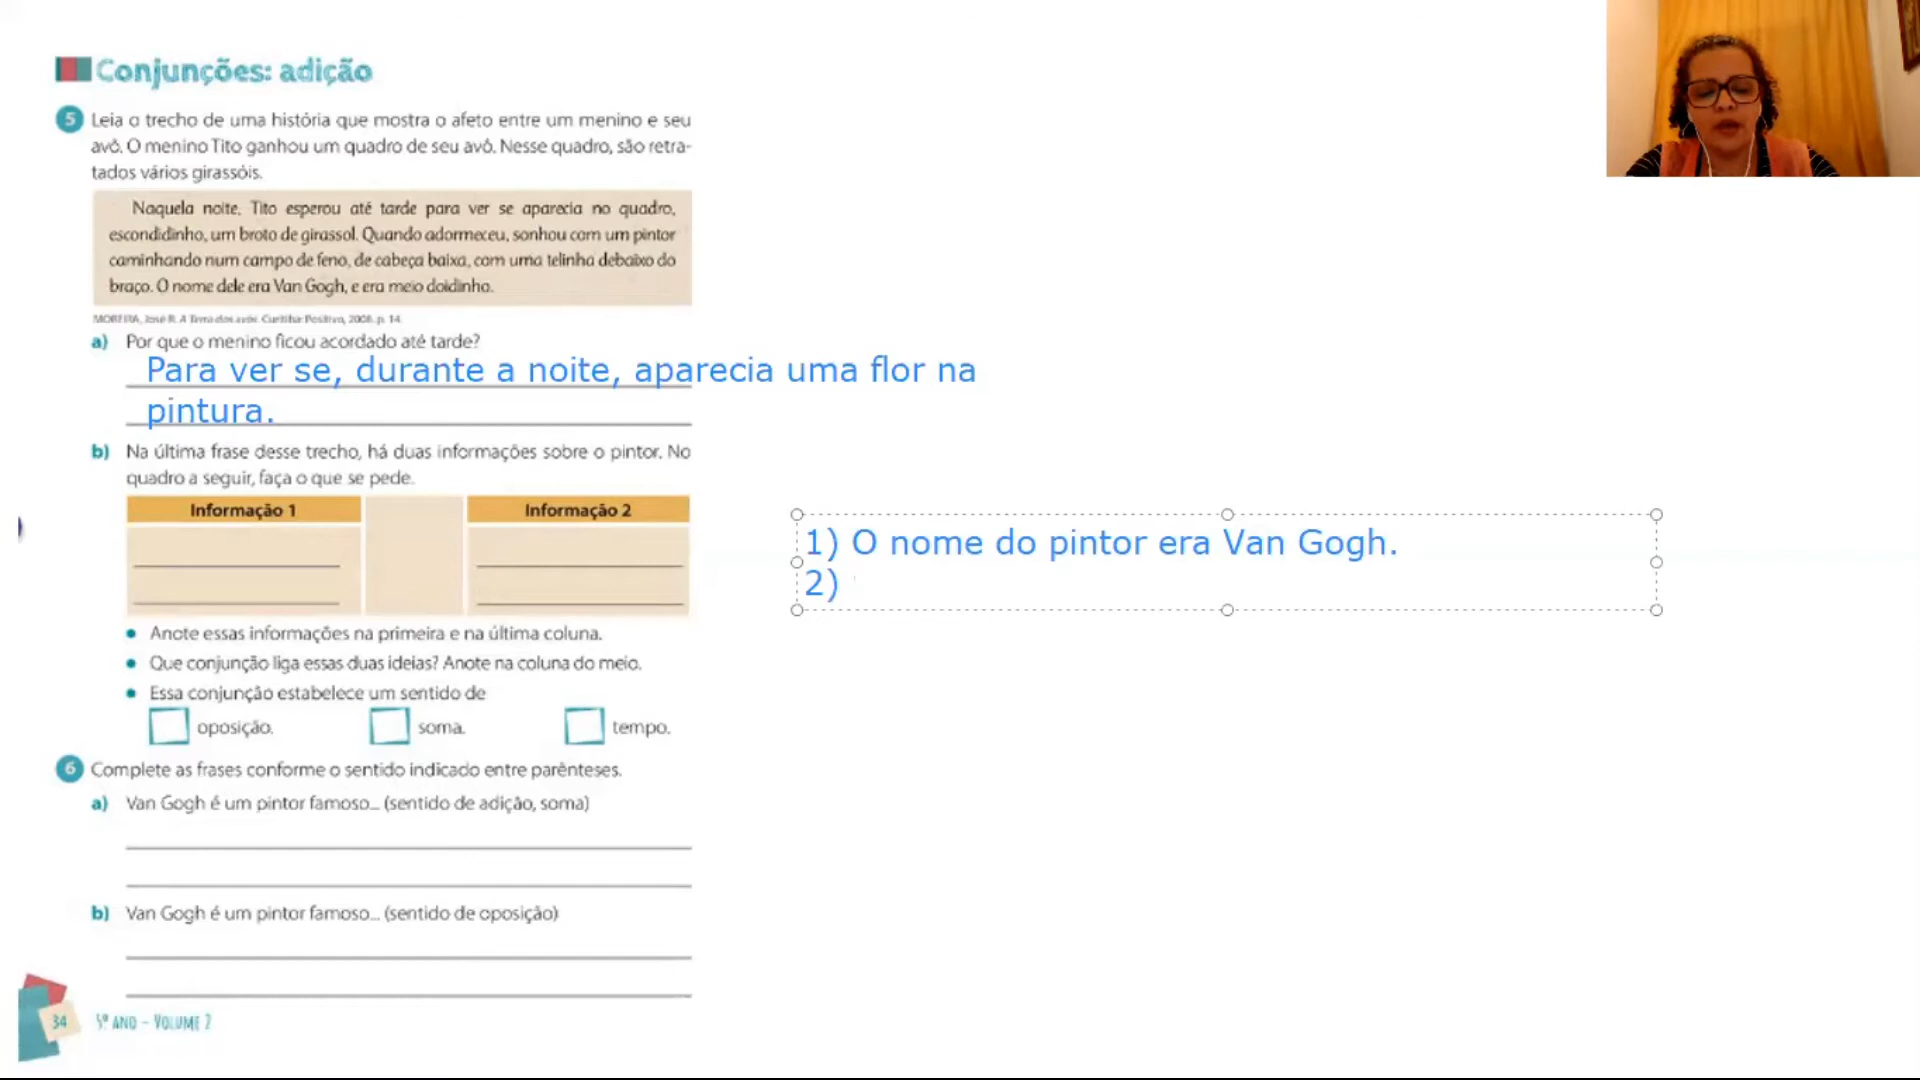 Conjunções: adição
5 Leia o trecho de uma história que mostra o afeto entre um menino e seu
avô. O menino Tito ganhou um quadro de seu avô. Nesse quadro, são retra-
tados vários girassóis.
Naquela noite, Tito esperou até tarde para ver se aparecia no quadro,
escondidinho, um broto de girassol. Quando adormeceu, sonhou com um pintor
caminhando num campo de feno, de cabeça baixa, com uma telinha debaixo do
braço. O nome dele era Van Gogh, e era meio doidinho.
MOREIRA, José R. A Terra dos avós. Curitiba: Positivo, 2008. p. 14.
a) Por que o menino ficou acordado até tarde?
Para ver se, durante a noite, aparecia uma flor na
pintura.
b) Na última frase desse trecho, há duas informações sobre o pintor. No
quadro a seguir, faça o que se pede.
Informação 1 Informação 2
1) O nome do pintor era Van Gogh.
2)
• Anote essas informações na primeira e na última coluna.
• Que conjunção liga essas duas ideias? Anote na coluna do meio.
• Essa conjunção estabelece um sentido de
oposição. soma. tempo.
6 Complete as frases conforme o sentido indicado entre parênteses.
a) Van Gogh é um pintor famoso... (sentido de adição, soma)
b) Van Gogh é um pintor famoso... (sentido de oposição)
34 5º ANO – VOLUME 2